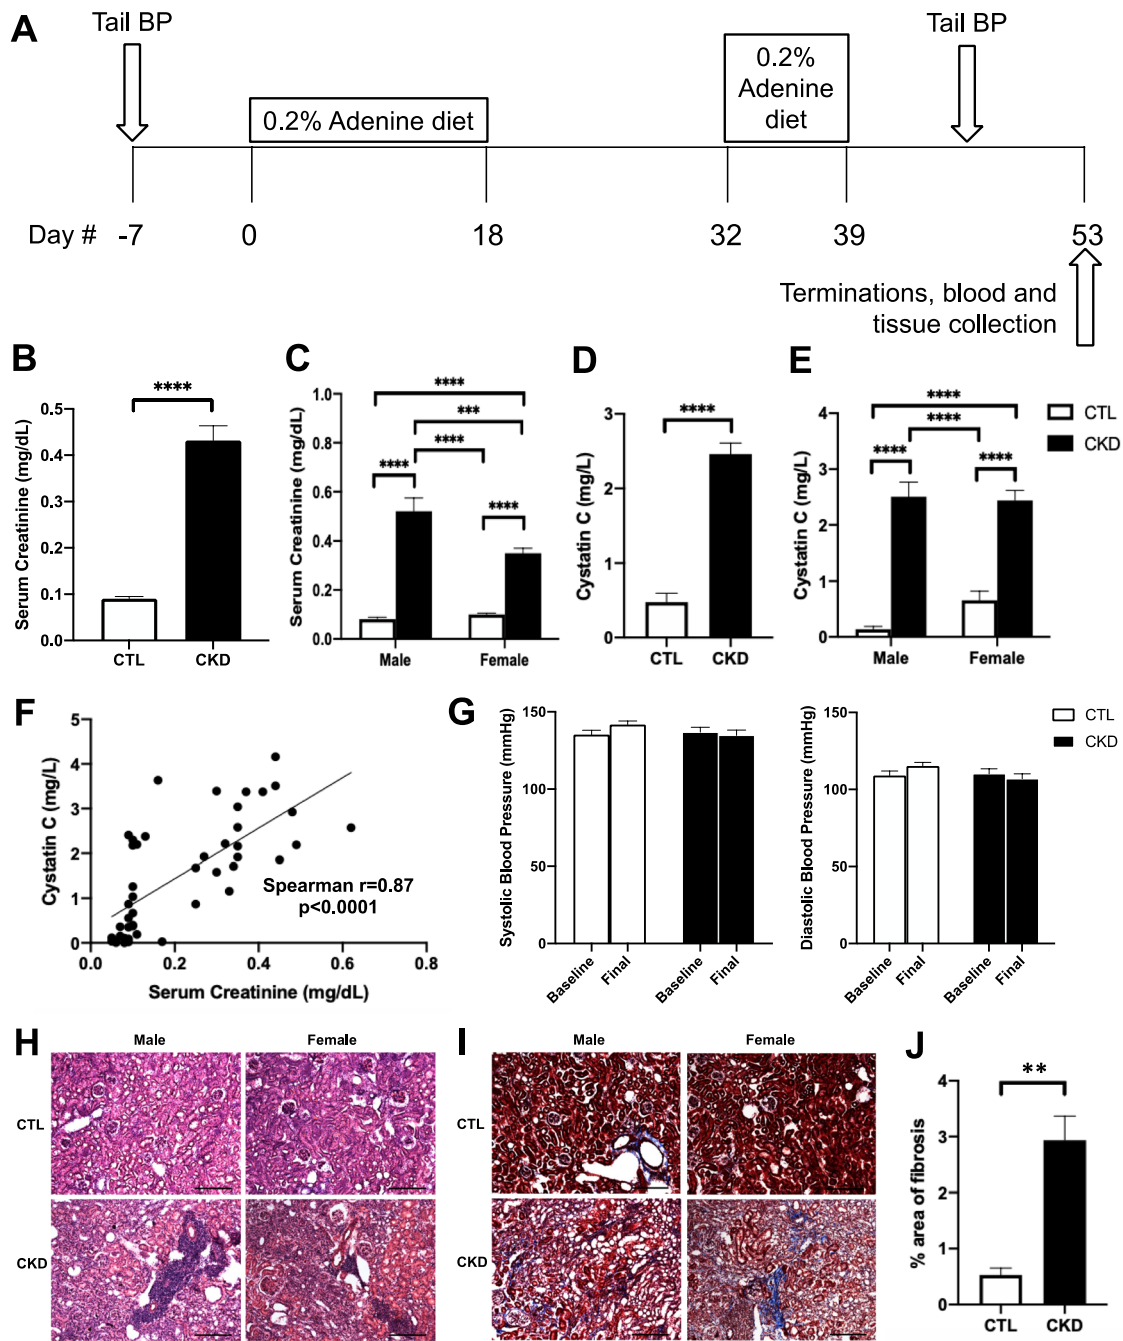 A
Tail BP
Tail BP
0.2% Adenine diet
0.2%
Adenine
diet
Day #
-7
0
18
32
39
53
Terminations, blood and
tissue collection
B
****
Serum Creatinine (mg/dL)
0.5
0.4
0.3
0.2
0.1
0.0
CTL
CKD
C
****
***
****
****
****
Serum Creatinine (mg/dL)
1.0
0.8
0.6
0.4
0.2
0.0
Male
Female
D
****
Cystatin C (mg/L)
3
2
1
0
CTL
CKD
E
****
****
****
****
Cystatin C (mg/L)
4
3
2
1
0
Male
Female
CTL
CKD
F
Cystatin C (mg/L)
5
4
3
2
1
0
0.0
0.2
0.4
0.6
0.8
Spearman r=0.87
p<0.0001
Serum Creatinine (mg/dL)
G
Systolic Blood Pressure (mmHg)
150
100
50
0
Baseline
Final
Baseline
Final
Diastolic Blood Pressure (mmHg)
150
100
50
0
Baseline
Final
Baseline
Final
CTL
CKD
H
Male
Female
CTL
CKD
I
Male
Female
CTL
CKD
J
**
% area of fibrosis
4
3
2
1
0
CTL
CKD